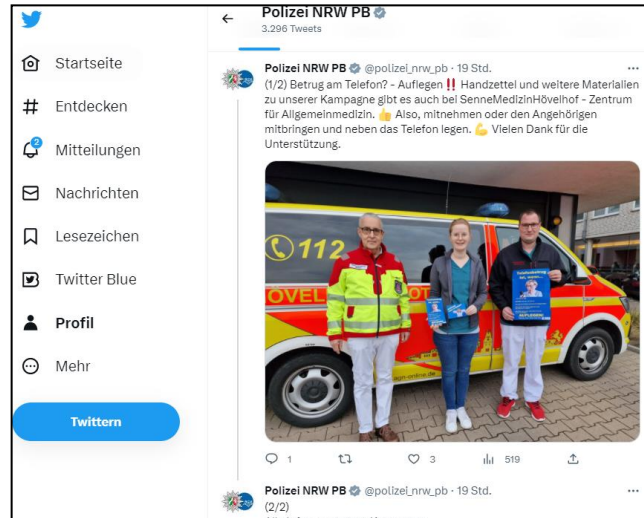 Polizei NRW PB
3.296 Tweets
Startseite
Entdecken
2
Mitteilungen
Nachrichten
Lesezeichen
Twitter Blue
Profil
Mehr
Twittern
Polizei NRW PB @polizei_nrw_pb · 19 Std.
(1/2) Betrug am Telefon? - Auflegen ‼️ Handzettel und weitere Materialien
zu unserer Kampagne gibt es auch bei SenneMedizinHövelhof - Zentrum
für Allgemeinmedizin. 👍 Also, mitnehmen oder den Angehörigen
mitbringen und neben das Telefon legen. 💪 Vielen Dank für die
Unterstützung.
112
1
3
519
Polizei NRW PB @polizei_nrw_pb · 19 Std.
(2/2)